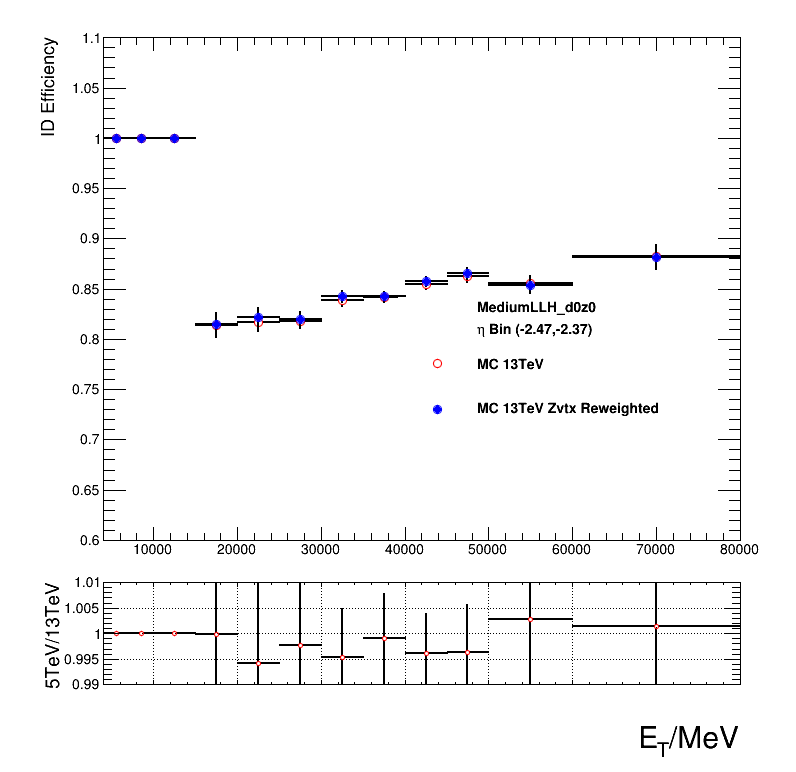 ID Efficiency
1.1
1.05
1
0.95
0.9
0.85
0.8
0.75
0.7
0.65
0.6
MediumLLH_d0z0
η Bin (-2.47,-2.37)
MC 13TeV
MC 13TeV Zvtx Reweighted
10000 20000 30000 40000 50000 60000 70000 80000
5TeV/13TeV
1.01
1.005
1
0.995
0.99
E_T/MeV